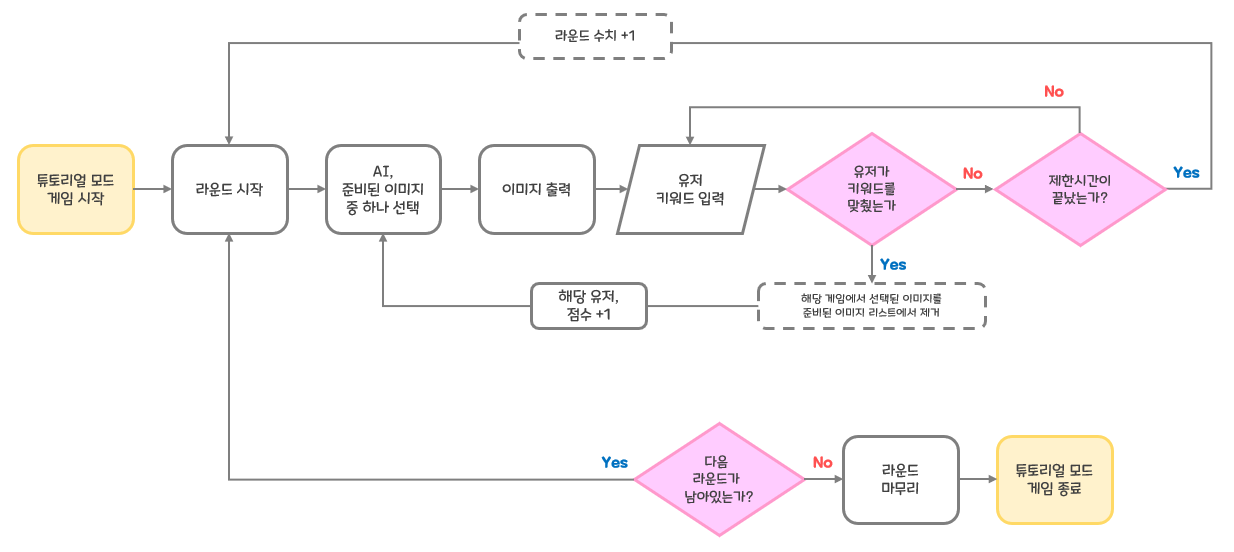 라운드 수치 +1
No
튜토리얼 모드
게임 시작
라운드 시작
AI,
준비된 이미지
중 하나 선택
이미지 출력
유저
키워드 입력
유저가
키워드를
맞췄는가
No
제한시간이
끝났는가?
Yes
Yes
해당 유저,
점수 +1
해당 게임에서 선택된 이미지를
준비된 이미지 리스트에서 제거
Yes
다음
라운드가
남아있는가?
No
라운드
마무리
튜토리얼 모드
게임 종료